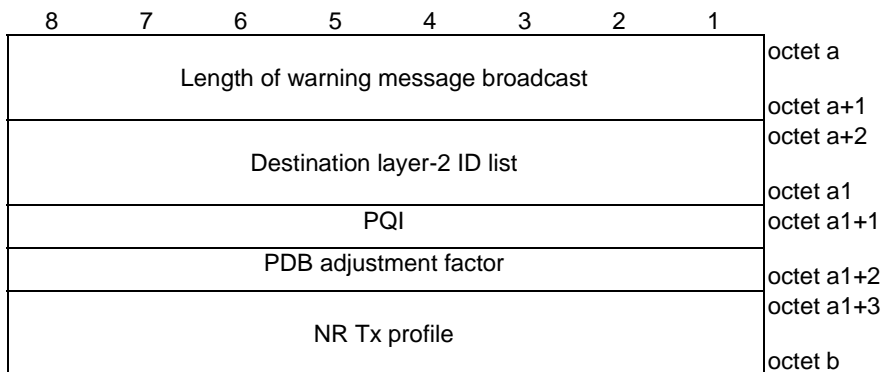 8 7 6 5 4 3 2 1
octet a
Length of warning message broadcast
octet a+1
octet a+2
Destination layer-2 ID list
octet a1
PQI octet a1+1
PDB adjustment factor octet a1+2
octet a1+3
NR Tx profile
octet b